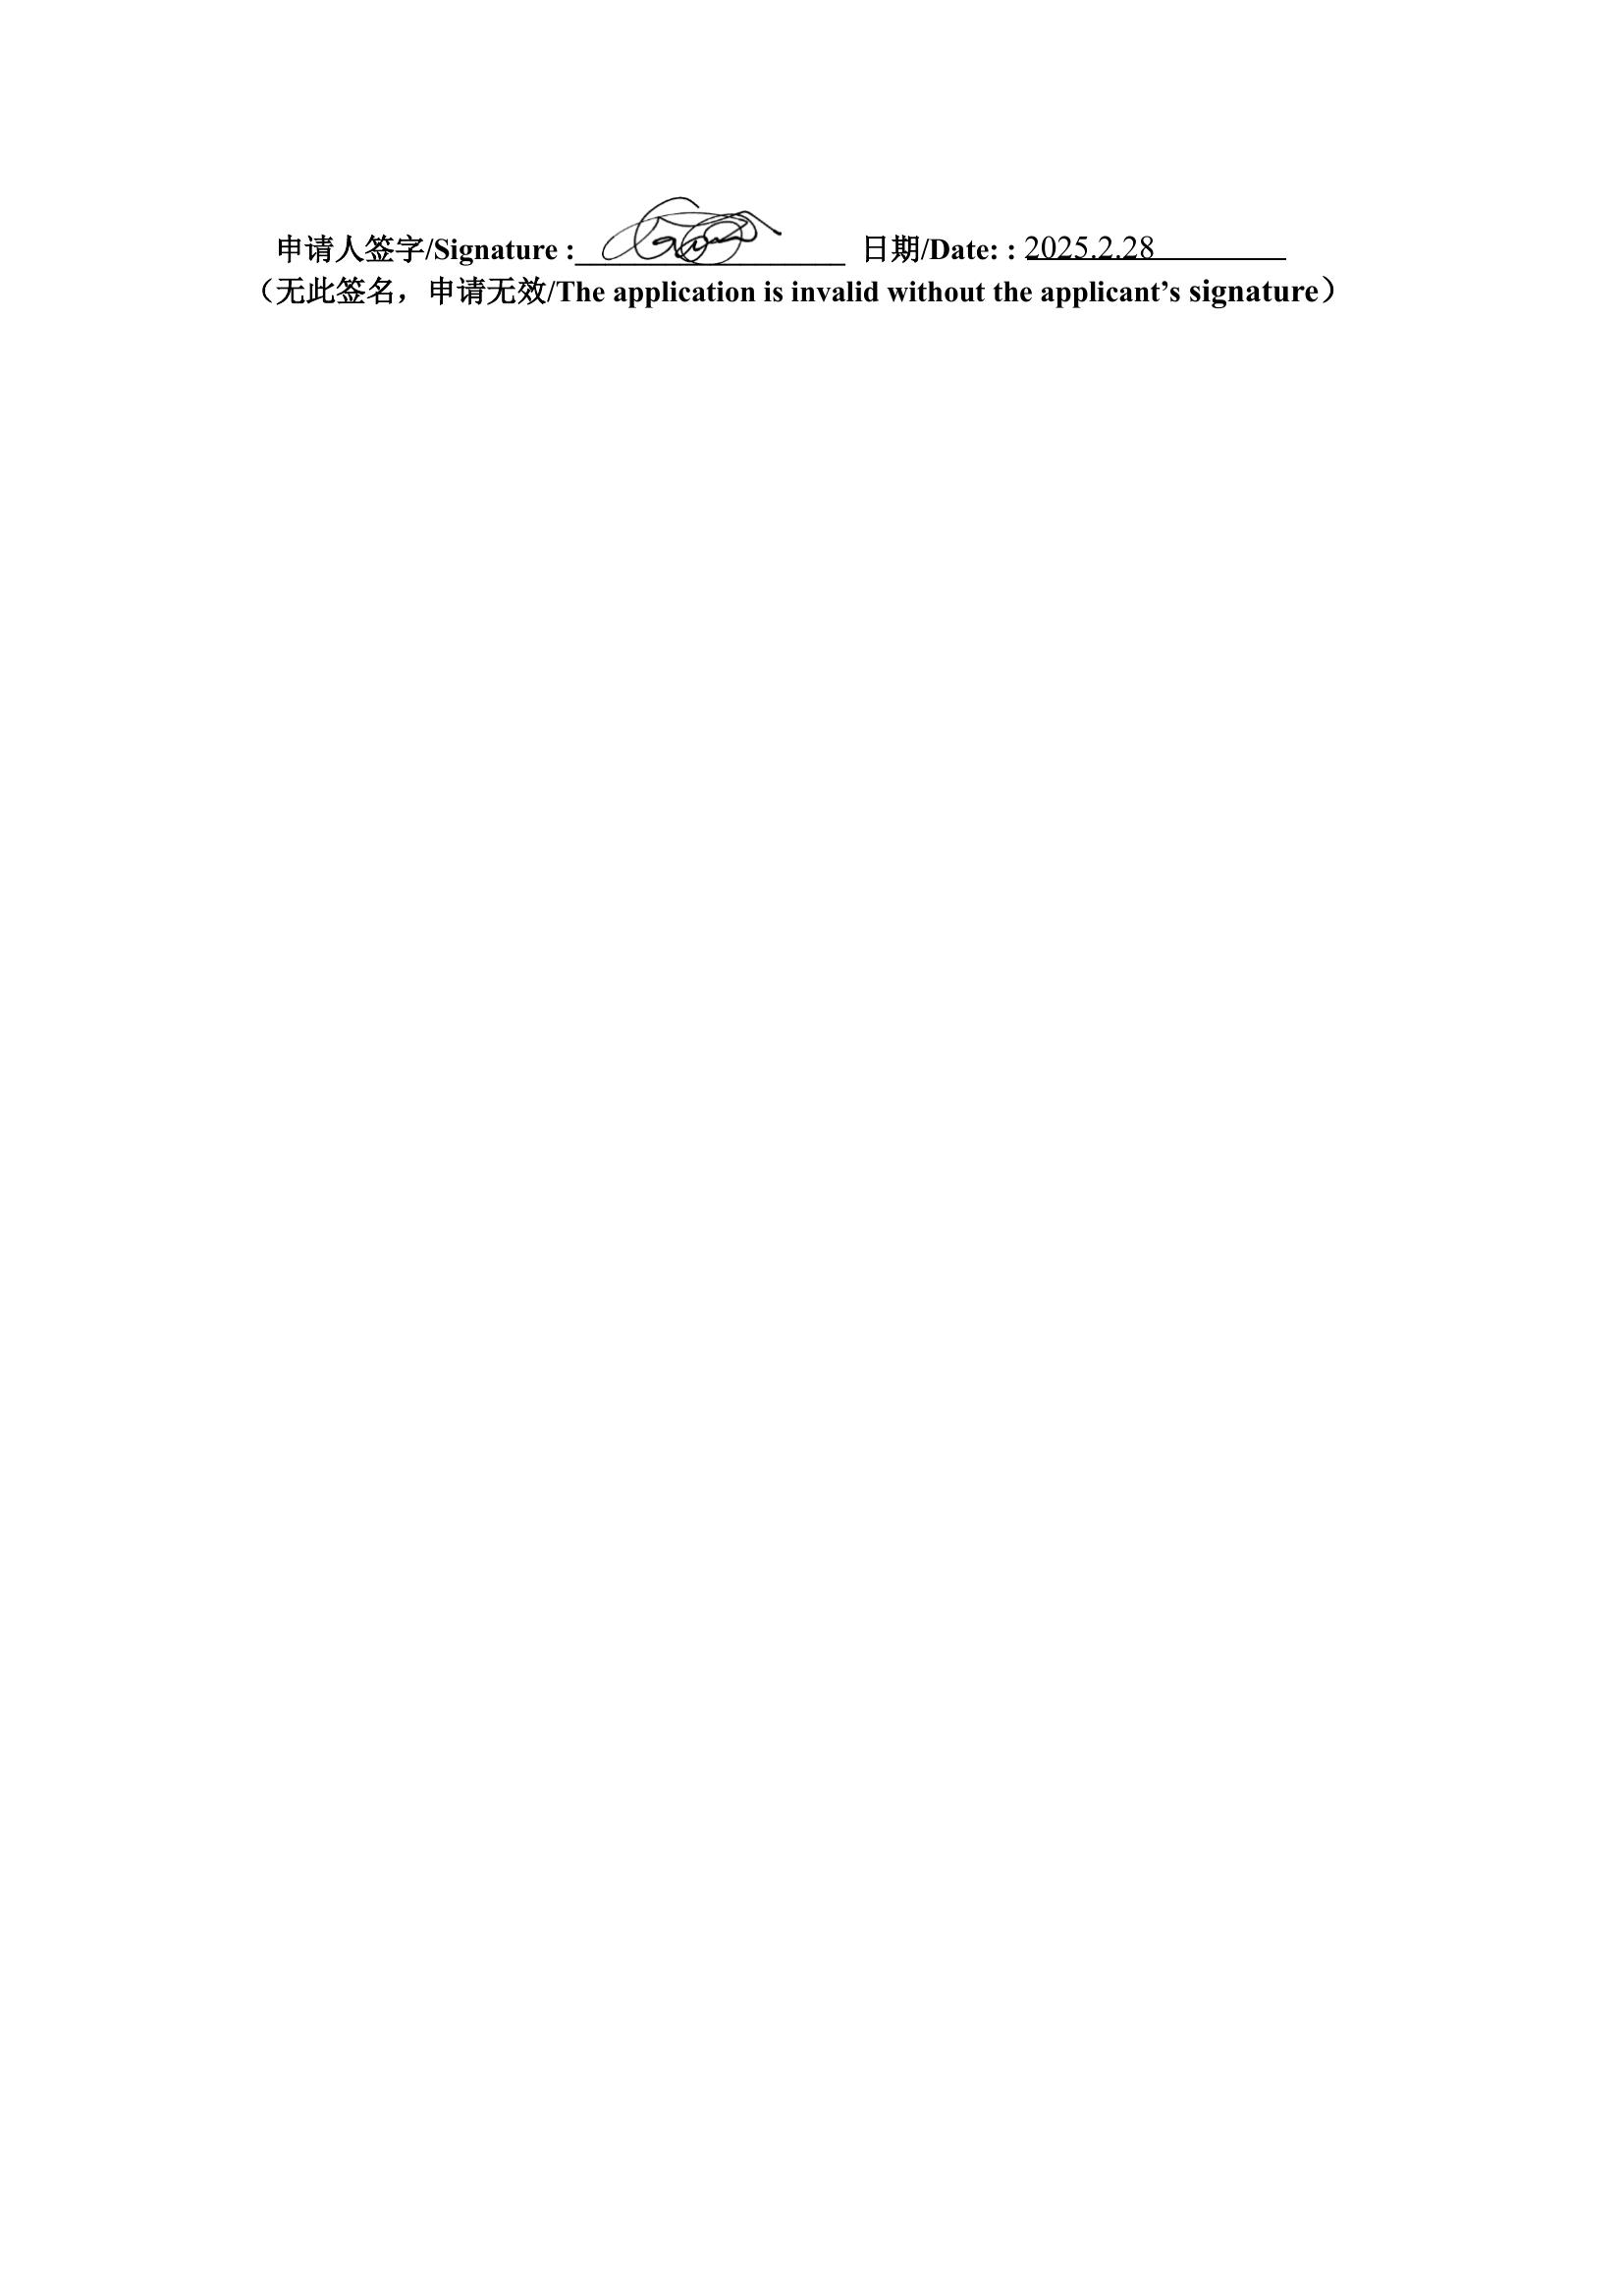 申请人签字/Signature : 日期/Date: : 2025.2.28
（无此签名，申请无效/The application is invalid without the applicant’s signature）